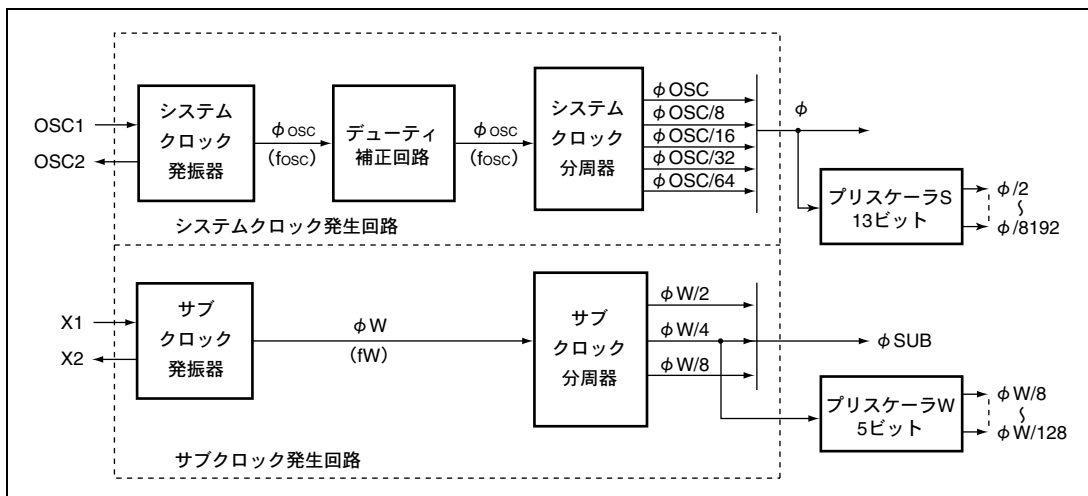 OSC1
OSC2
システム
クロック
発振器
φOSC
(fOSC)
デューティ
補正回路
φOSC
(fOSC)
システム
クロック
分周器
φOSC
φOSC/8
φOSC/16
φOSC/32
φOSC/64
φ
プリスケーラS
13ビット
φ/2
~
φ/8192
システムクロック発生回路
X1
X2
サブ
クロック
発振器
φW
(fW)
サブ
クロック
分周器
φW/2
φW/4
φW/8
φSUB
プリスケーラW
5ビット
φW/8
~
φW/128
サブクロック発生回路